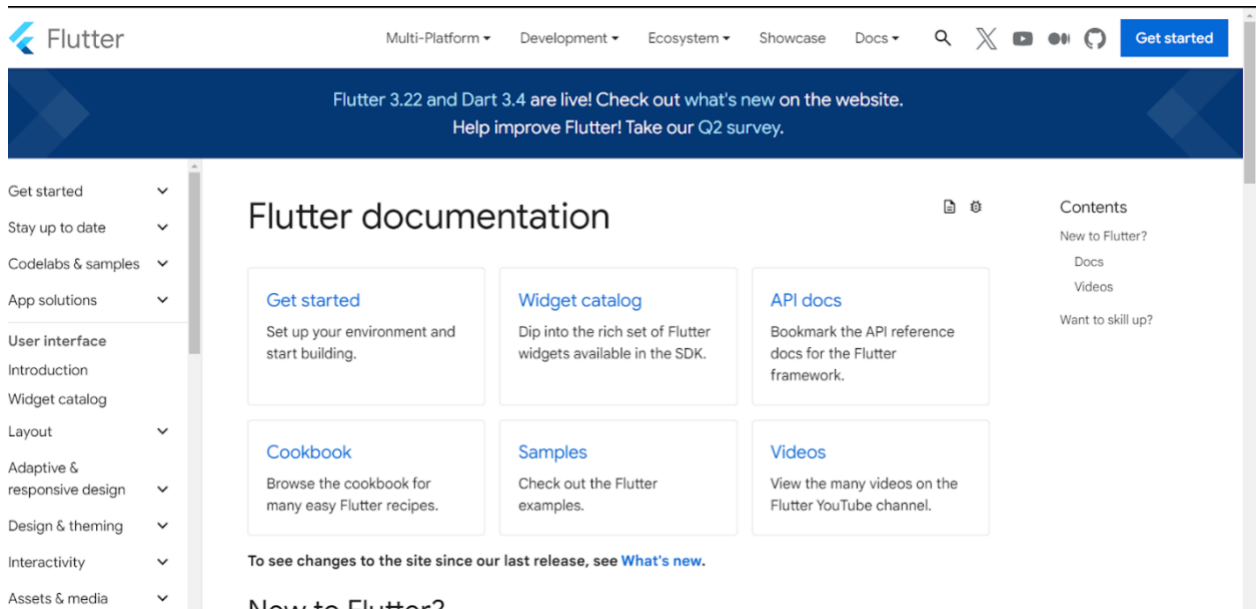 Flutter
Multi-Platform
Development
Ecosystem
Showcase
Docs
Get started
Flutter 3.22 and Dart 3.4 are live! Check out what's new on the website.
Help improve Flutter! Take our Q2 survey.
Get started
Stay up to date
Codelabs & samples
App solutions
User interface
Introduction
Widget catalog
Layout
Adaptive &
responsive design
Design & theming
Interactivity
Assets & media
Flutter documentation
Get started
Set up your environment and
start building.
Widget catalog
Dip into the rich set of Flutter
widgets available in the SDK.
API docs
Bookmark the API reference
docs for the Flutter
framework.
Cookbook
Browse the cookbook for
many easy Flutter recipes.
Samples
Check out the Flutter
examples.
Videos
View the many videos on the
Flutter YouTube channel.
To see changes to the site since our last release, see What's new.
New to Flutter?
Contents
New to Flutter?
Docs
Videos
Want to skill up?